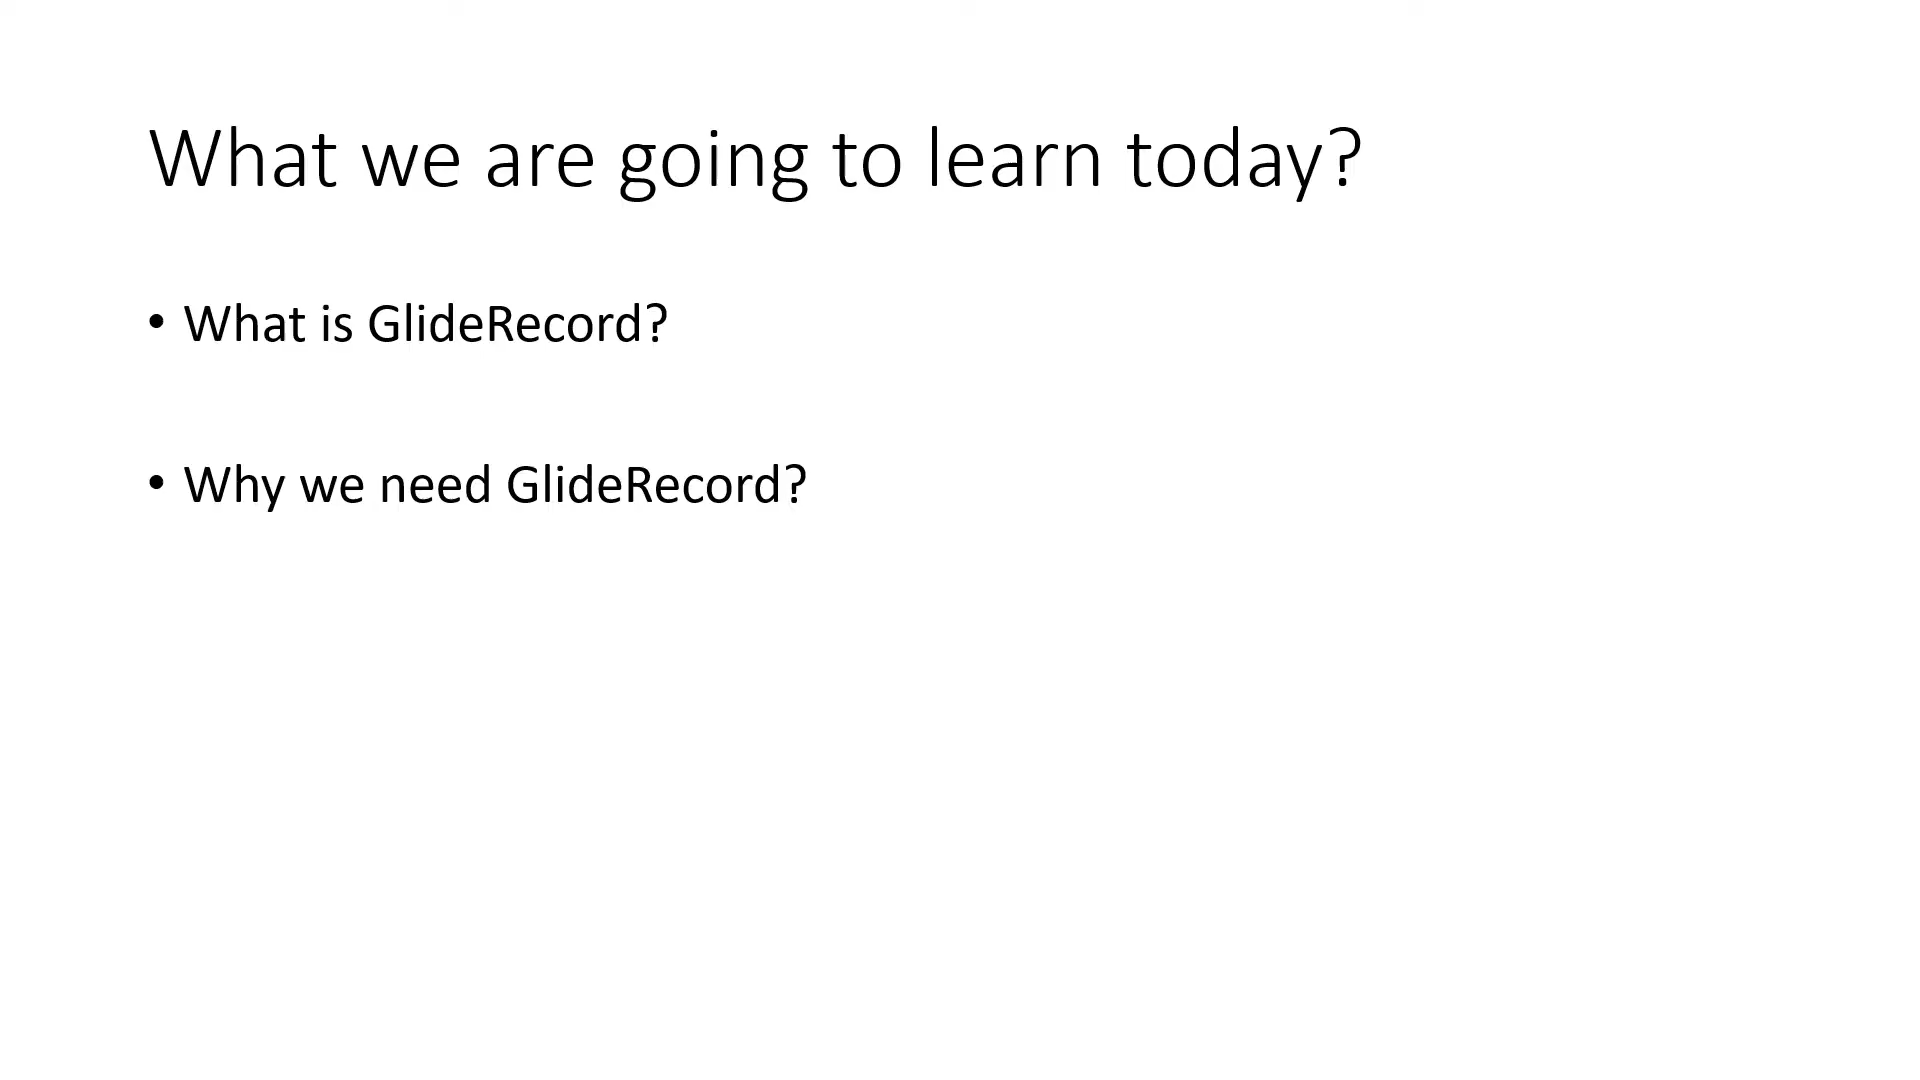 What we are going to learn today?
• What is GlideRecord?
• Why we need GlideRecord?